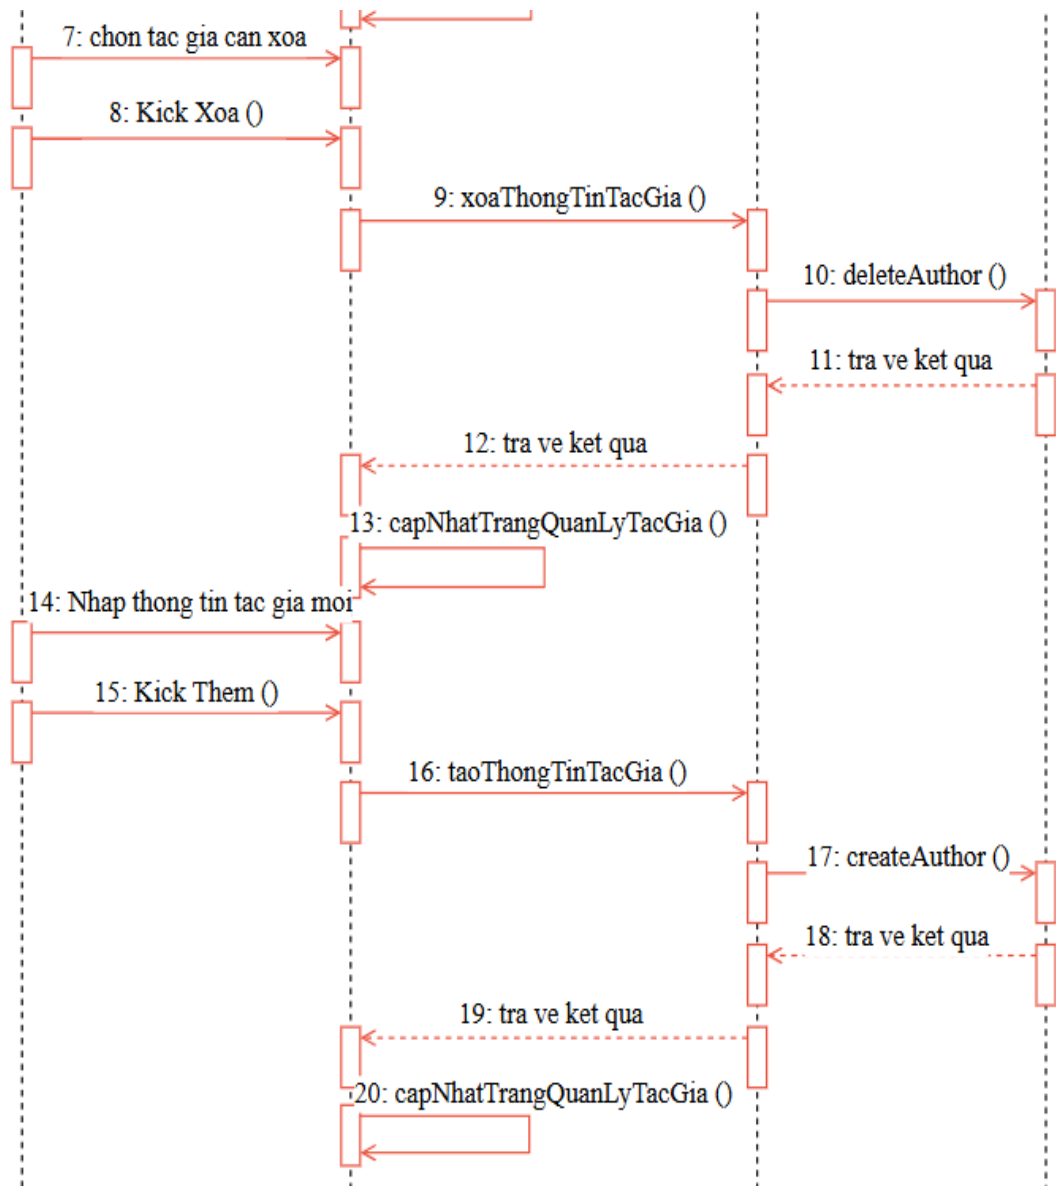 7: chon tac gia can xoa
8: Kick Xoa ()
9: xoaThongTinTacGia ()
10: deleteAuthor ()
11: tra ve ket qua
12: tra ve ket qua
13: capNhatTrangQuanLyTacGia ()
14: Nhap thong tin tac gia moi
15: Kick Them ()
16: taoThongTinTacGia ()
17: createAuthor ()
18: tra ve ket qua
19: tra ve ket qua
20: capNhatTrangQuanLyTacGia ()